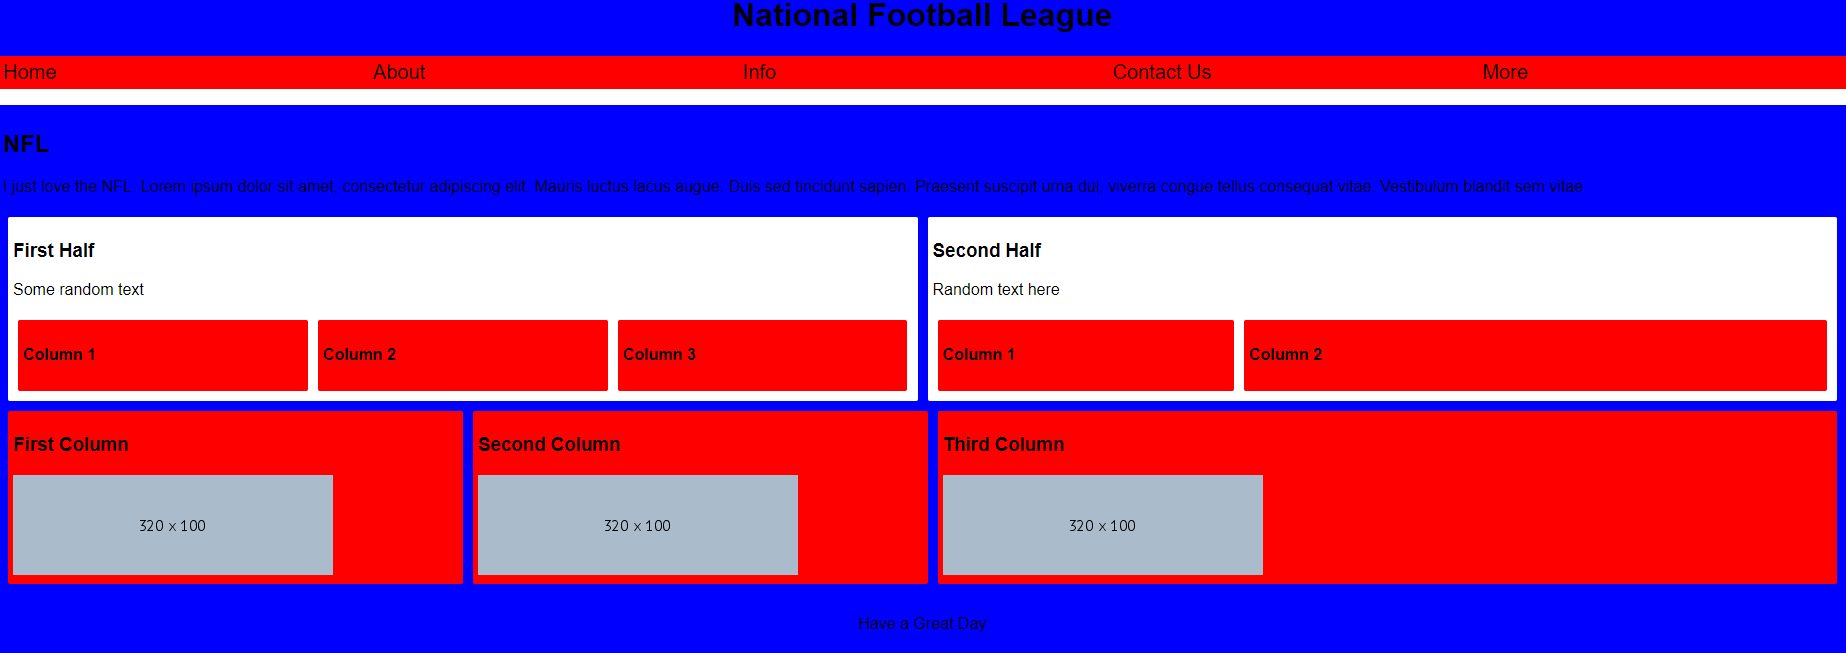 National Football League
Home About Info Contact Us More
NFL
I just love the NFL. Lorem ipsum dolor sit amet, consectetur adipiscing elit. Mauris luctus lacus augue. Duis sed tincidunt sapien. Praesent suscipit urna dui, viverra congue tellus consequat vitae. Vestibulum blandit sem vitae
First Half
Some random text
Column 1 Column 2 Column 3
Second Half
Random text here
Column 1 Column 2
First Column
320 x 100
Second Column
320 x 100
Third Column
320 x 100
Have a Great Day